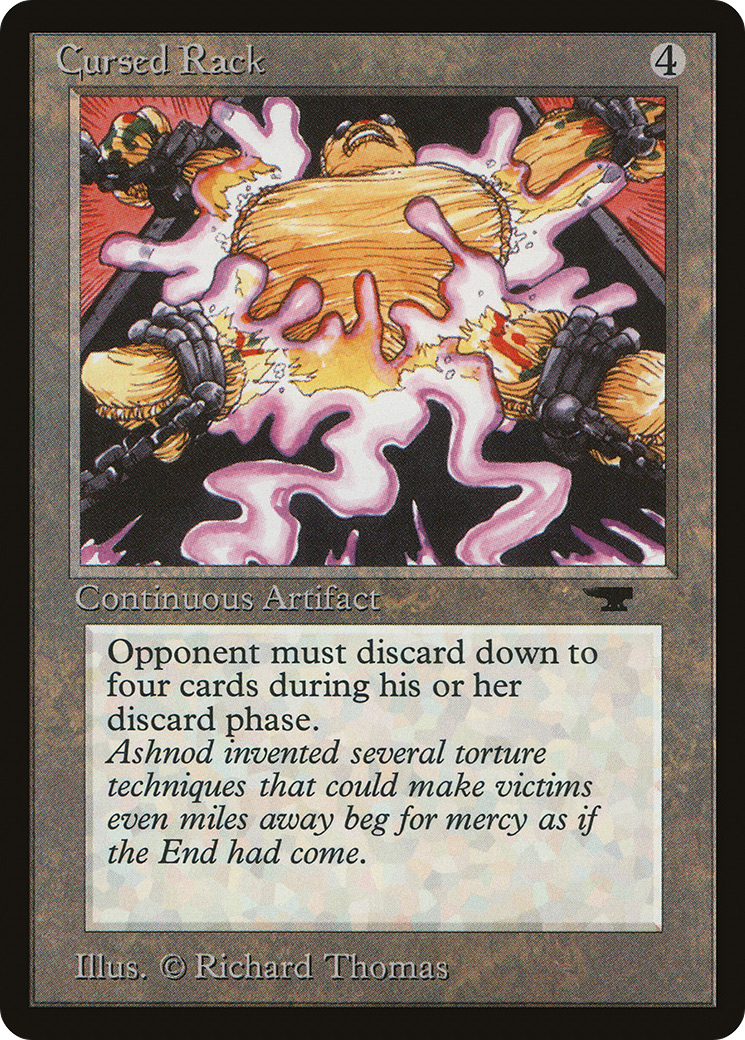 Cursed Rack
4
Continuous Artifact
Opponent must discard down to
four cards during his or her
discard phase.
Ashnod invented several torture
techniques that could make victims
even miles away beg for mercy as if
the End had come.
Illus. © Richard Thomas